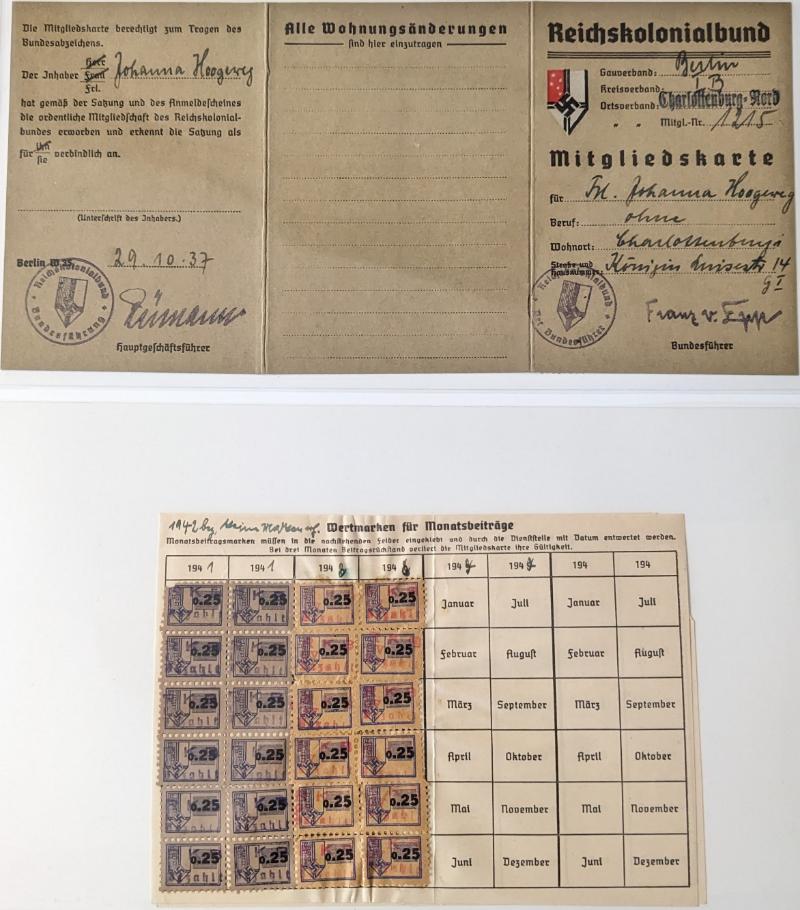 Die Mitgliedskarte berechtigt zum Tragen des
Bundesabzeichens.
Herr
Der Inhaber Frau Johanna Hoogeweg
Frl.
hat gemäß der Satzung und des Anmeldescheines
die ordentliche Mitgliedschaft des Reichskolonial-
bundes erworben und erkennt die Satzung als
für ihn
sie verbindlich an.
(Unterschrift des Inhabers.)
Berlin W 35, 29.10.37
Reichskolonialbund
Bundesführung
Hauptgeschäftsführer
Alle Wohnungsänderungen
sind hier einzutragen
Reichskolonialbund
Gauverband: Berlin
Kreisverband: I B
Ortsverband: Charlottenburg-Nord
" " Mitgl.-Nr. 1215
Mitgliedskarte
für Frl. Johanna Hoogeweg
Beruf: ohne
Wohnort: Charlottenburg
Straße und
Hausnummer: Königin Luisestr 14
g I
Reichskolonialbund
Der Bundesführer
Franz v. Epp
Bundesführer
1942 keine Marken Wertmarken für Monatsbeiträge
Monatsbeitragsmarken müssen in die nachstehenden Felder eingeklebt und durch die Dienststelle mit Datum entwertet werden.
Bei drei Monaten Beitragsrückstand verliert die Mitgliedskarte ihre Gültigkeit.
1941 1941 194 194 194 194 194 194
0.25 0.25 0.25 0.25 Januar Juli Januar Juli
0.25 0.25 0.25 0.25 Februar August Februar August
0.25 0.25 0.25 0.25 März September März September
0.25 0.25 0.25 0.25 April Oktober April Oktober
0.25 0.25 0.25 0.25 Mai November Mai November
0.25 0.25 0.25 0.25 Juni Dezember Juni Dezember